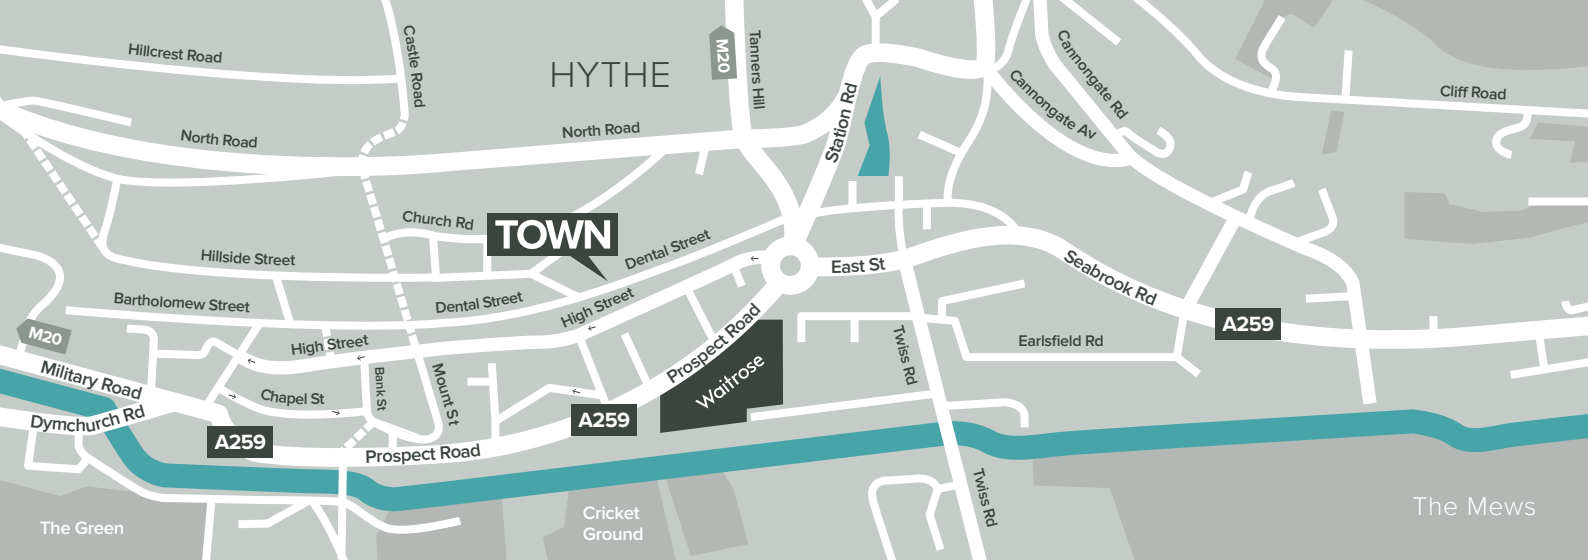 Hillcrest Road
Castle Road
HYTHE
M20
Tanners Hill
Cannongate Rd
Cannongate Av
Cliff Road
North Road
North Road
Station Rd
Church Rd
TOWN
Dental Street
Hillside Street
East St
Seabrook Rd
Bartholomew Street
Dental Street
High Street
A259
M20
High Street
Prospect Road
Twiss Rd
Earlsfield Rd
Military Road
Chapel St
Bank St
Mount St
Waitrose
Dymchurch Rd
A259
A259
Prospect Road
Twiss Rd
The Green
Cricket
Ground
The Mews